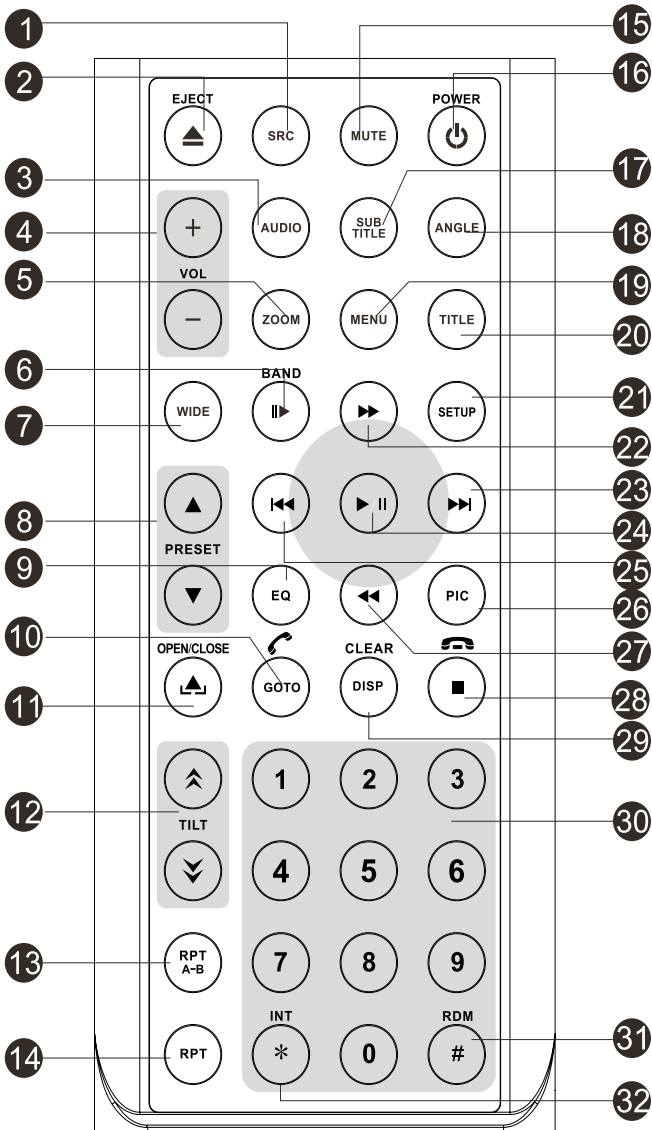 1
15
2
16
EJECT
POWER
SRC
MUTE
3
17
4
AUDIO
SUB
TITLE
ANGLE
18
+
VOL
−
5
19
ZOOM
MENU
TITLE
20
6
BAND
7
WIDE
SETUP
21
22
8
PRESET
23
24
9
EQ
PIC
25
26
10
27
OPEN/CLOSE
CLEAR
11
GOTO
DISP
28
29
12
TILT
1
2
3
30
4
5
6
13
RPT
A-B
7
8
9
INT
RDM
14
RPT
*
0
#
31
32